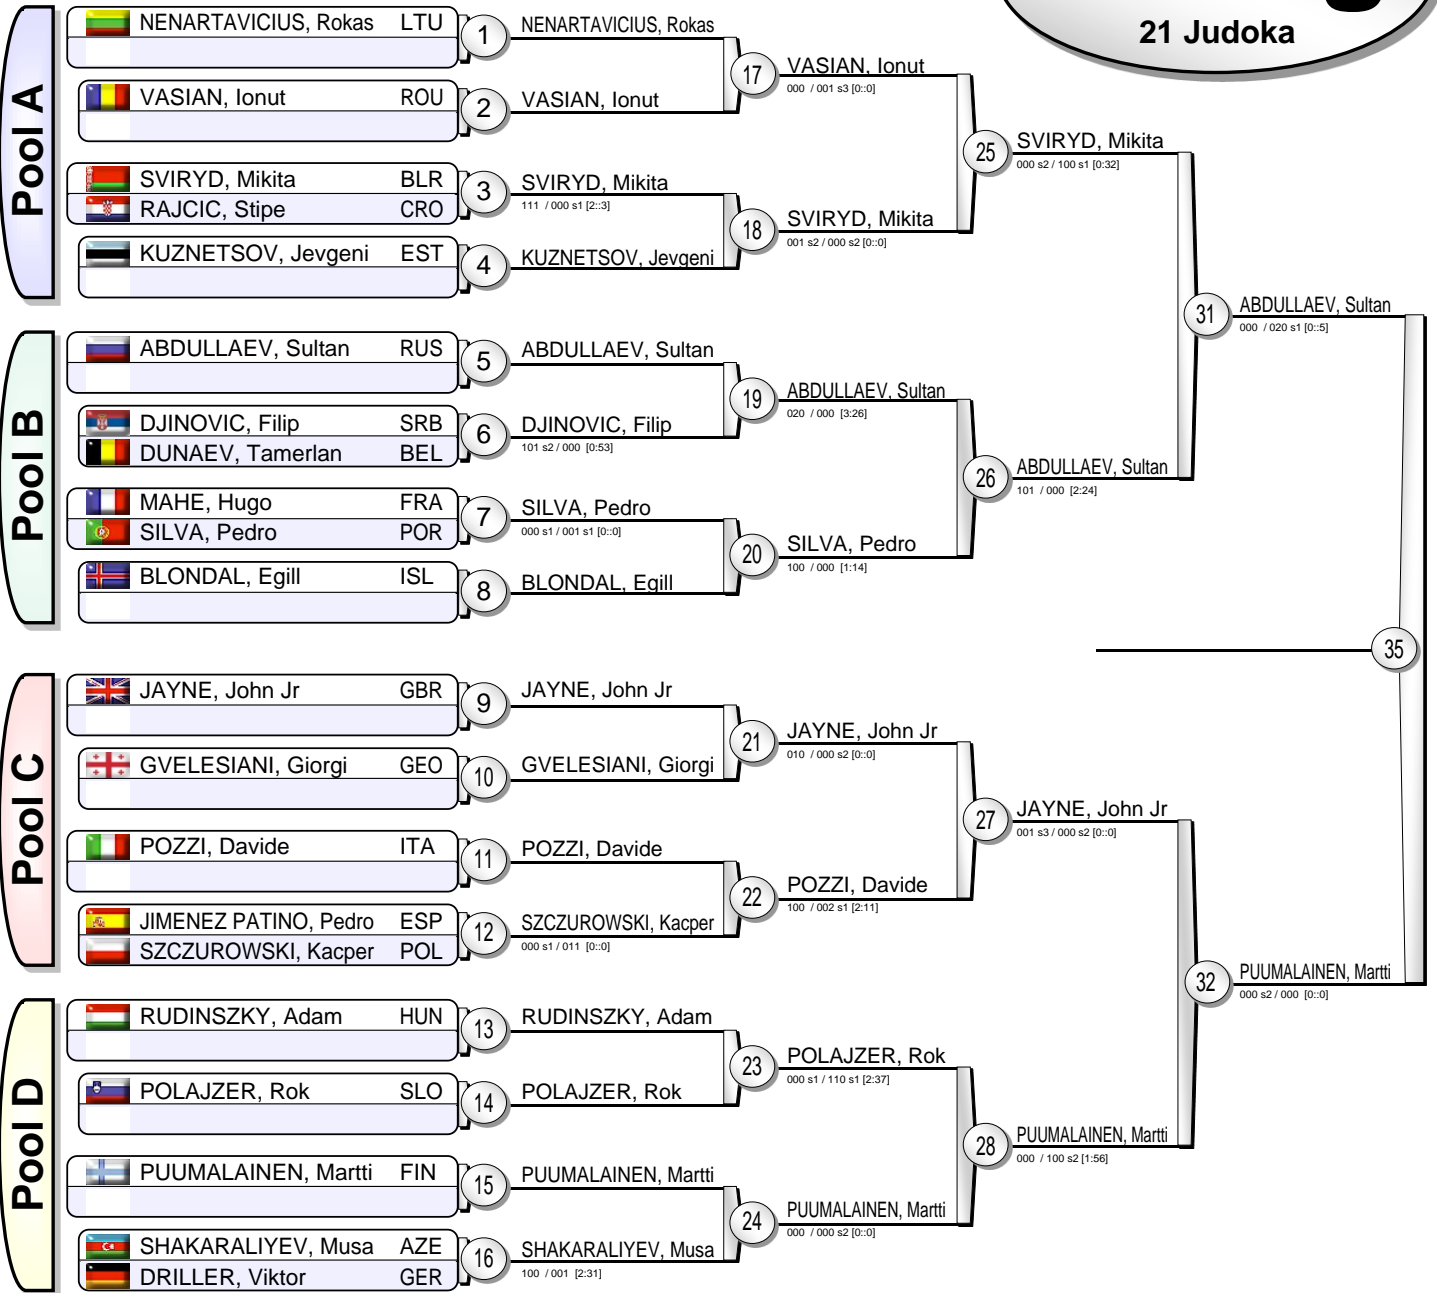 21 Judoka
Pool A
NENARTAVICIUS, Rokas LTU
1
NENARTAVICIUS, Rokas
VASIAN, Ionut ROU
2
VASIAN, Ionut
17
VASIAN, Ionut
000 / 001 s3 [0::0]
SVIRYD, Mikita BLR
RAJCIC, Stipe CRO
3
SVIRYD, Mikita
111 / 000 s1 [2::3]
KUZNETSOV, Jevgeni EST
4
KUZNETSOV, Jevgeni
18
SVIRYD, Mikita
001 s2 / 000 s2 [0::0]
25
SVIRYD, Mikita
000 s2 / 100 s1 [0:32]
Pool B
ABDULLAEV, Sultan RUS
5
ABDULLAEV, Sultan
DJINOVIC, Filip SRB
DUNAEV, Tamerlan BEL
6
DJINOVIC, Filip
101 s2 / 000 [0:53]
19
ABDULLAEV, Sultan
020 / 000 [3:26]
MAHE, Hugo FRA
SILVA, Pedro POR
7
SILVA, Pedro
000 s1 / 001 s1 [0::0]
BLONDAL, Egill ISL
8
BLONDAL, Egill
20
SILVA, Pedro
100 / 000 [1:14]
26
ABDULLAEV, Sultan
101 / 000 [2:24]
31
ABDULLAEV, Sultan
000 / 020 s1 [0::5]
35
Pool C
JAYNE, John Jr GBR
9
JAYNE, John Jr
GVELESIANI, Giorgi GEO
10
GVELESIANI, Giorgi
21
JAYNE, John Jr
010 / 000 s2 [0::0]
POZZI, Davide ITA
11
POZZI, Davide
JIMENEZ PATINO, Pedro ESP
SZCZUROWSKI, Kacper POL
12
SZCZUROWSKI, Kacper
000 s1 / 011 [0::0]
22
POZZI, Davide
100 / 002 s1 [2:11]
27
JAYNE, John Jr
001 s3 / 000 s2 [0::0]
Pool D
RUDINSZKY, Adam HUN
13
RUDINSZKY, Adam
POLAJZER, Rok SLO
14
POLAJZER, Rok
23
POLAJZER, Rok
000 s1 / 110 s1 [2:37]
PUUMALAINEN, Martti FIN
15
PUUMALAINEN, Martti
SHAKARALIYEV, Musa AZE
DRILLER, Viktor GER
16
SHAKARALIYEV, Musa
100 / 001 [2:31]
24
PUUMALAINEN, Martti
000 / 000 s2 [0::0]
28
PUUMALAINEN, Martti
000 / 100 s2 [1:56]
32
PUUMALAINEN, Martti
000 s2 / 000 [0::0]